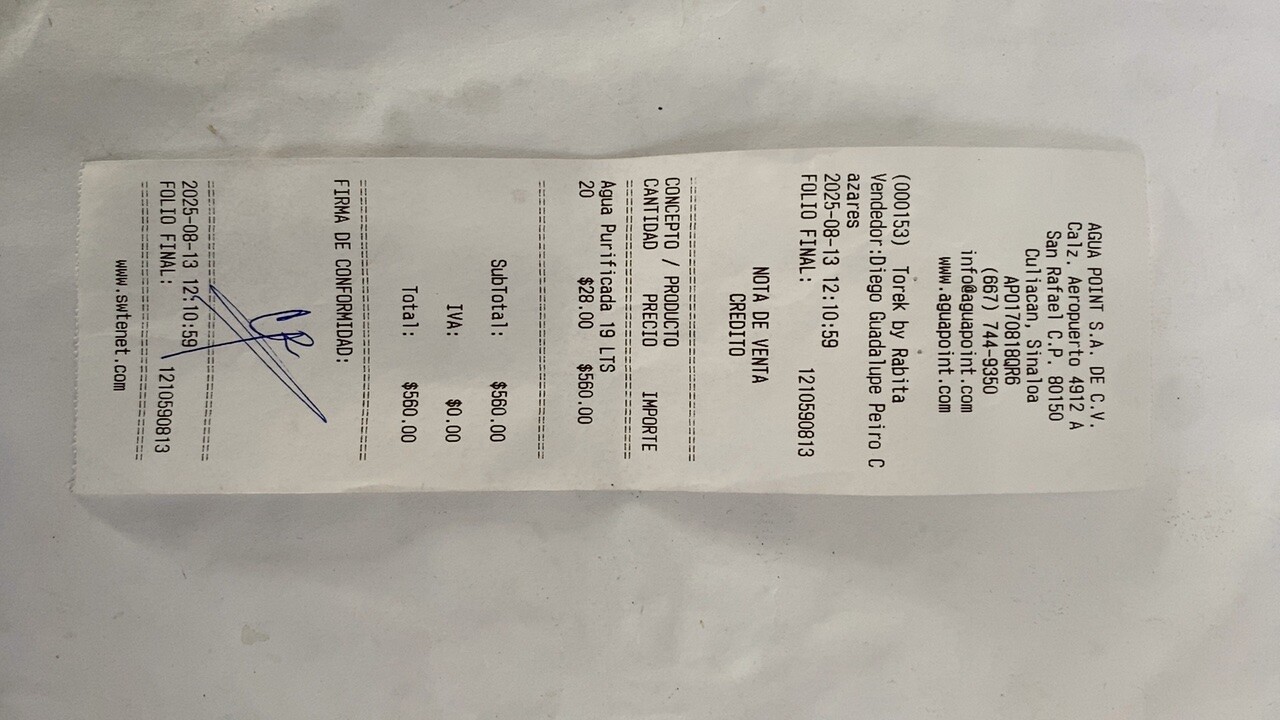 AGUA POINT S.A. DE C.V.
Calz. Aeropuerto 4912 A
San Rafael C.P. 80150
Culiacan, Sinaloa
APO170818QR6
(667) 744-9350
info@aguapoint.com
www.aguapoint.com
(000153) Torek by Rabita
Vendedor:Diego Guadalupe Peiro C
azares
2025-08-13 12:10:59
FOLIO FINAL: 1210590813
NOTA DE VENTA
CREDITO
================================
CONCEPTO / PRODUCTO
CANTIDAD PRECIO IMPORTE
================================
Agua Purificada 19 LTS
20 $28.00 $560.00
================================
SubTotal: $560.00
IVA: $0.00
Total: $560.00
================================
FIRMA DE CONFORMIDAD:
================================
2025-08-13 12:10:59
FOLIO FINAL: 1210590813
================================
www.swtenet.com